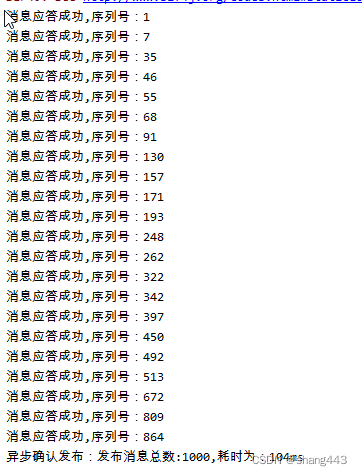 消息应答成功,序列号：1
消息应答成功,序列号：7
消息应答成功,序列号：35
消息应答成功,序列号：46
消息应答成功,序列号：55
消息应答成功,序列号：68
消息应答成功,序列号：91
消息应答成功,序列号：130
消息应答成功,序列号：157
消息应答成功,序列号：171
消息应答成功,序列号：193
消息应答成功,序列号：248
消息应答成功,序列号：262
消息应答成功,序列号：322
消息应答成功,序列号：342
消息应答成功,序列号：397
消息应答成功,序列号：450
消息应答成功,序列号：492
消息应答成功,序列号：513
消息应答成功,序列号：672
消息应答成功,序列号：809
消息应答成功,序列号：864
异步确认发布：发布消息总数:1000,耗时为：104ms
CSDN @shang443